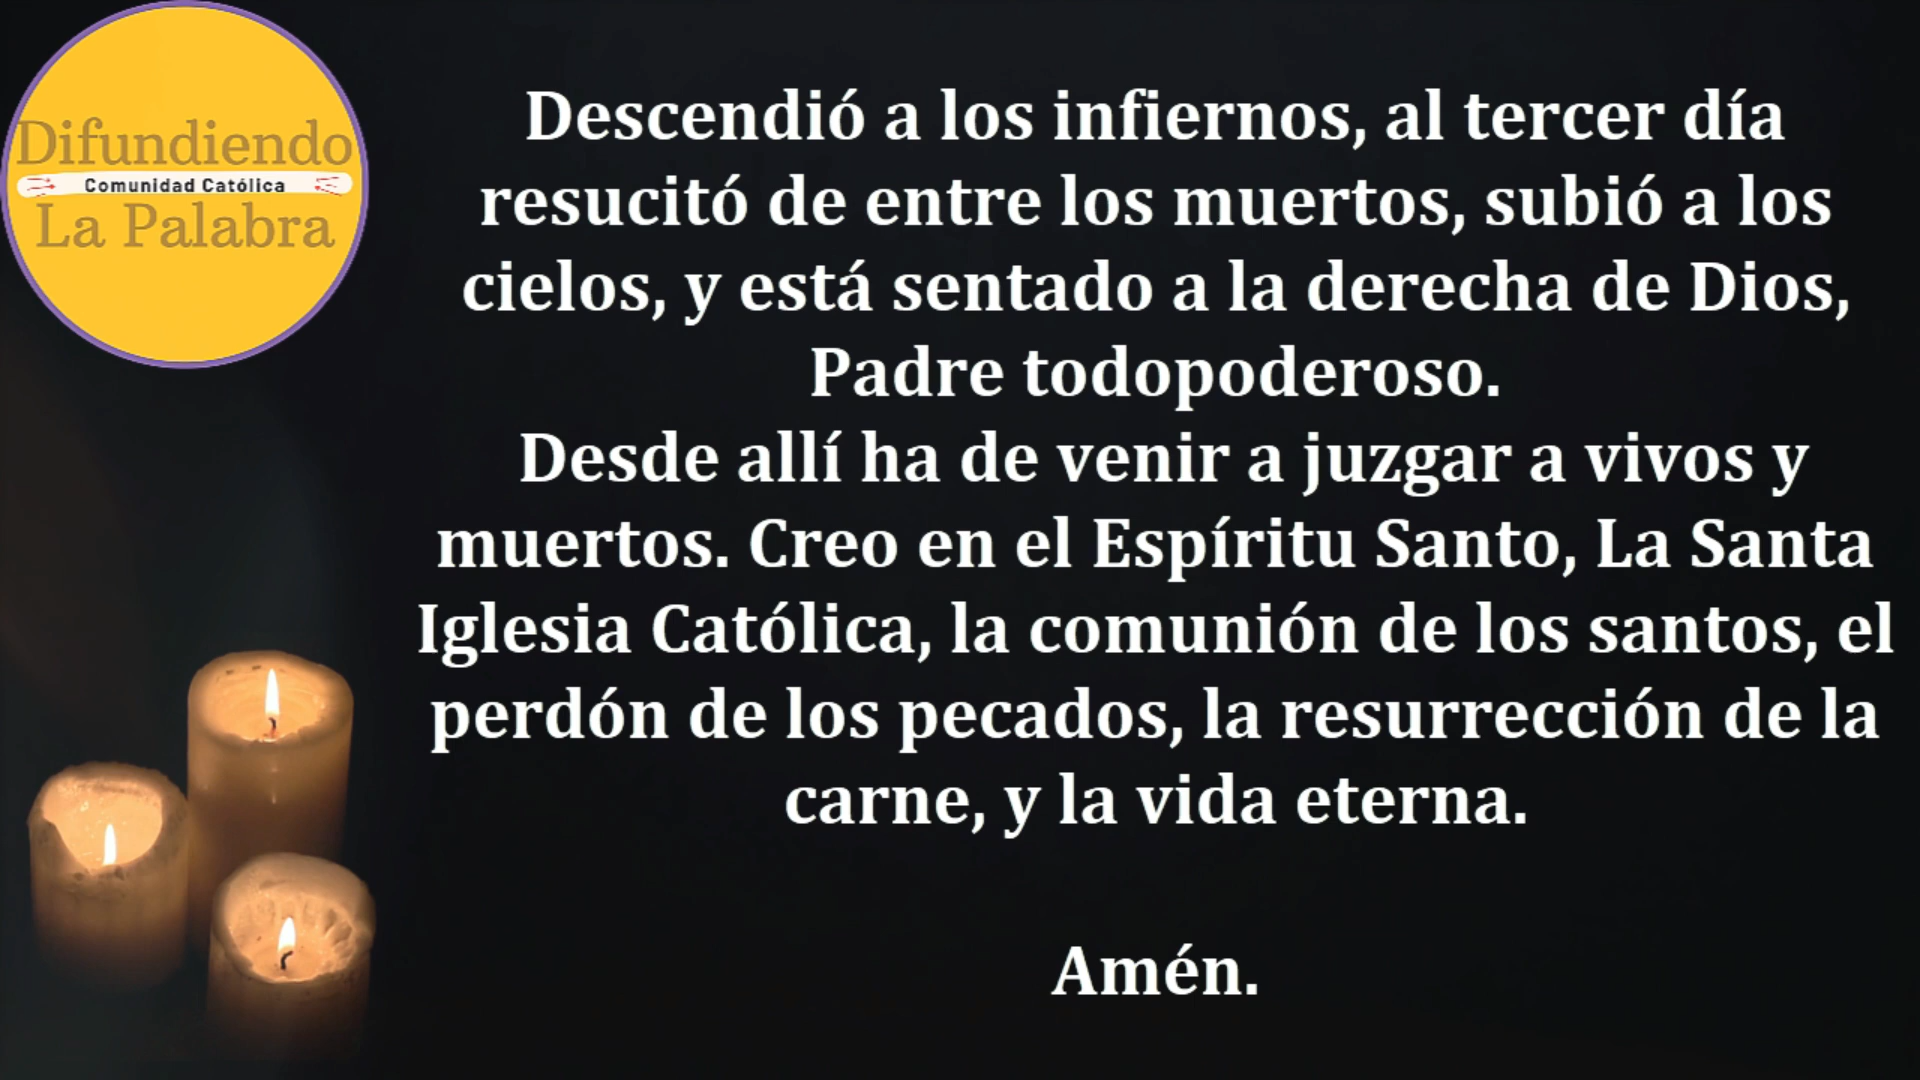 Difundiendo
Comunidad Católica
La Palabra
Descendió a los infiernos, al tercer día
resucitó de entre los muertos, subió a los
cielos, y está sentado a la derecha de Dios,
Padre todopoderoso.
Desde allí ha de venir a juzgar a vivos y
muertos. Creo en el Espíritu Santo, La Santa
Iglesia Católica, la comunión de los santos, el
perdón de los pecados, la resurrección de la
carne, y la vida eterna.
Amén.